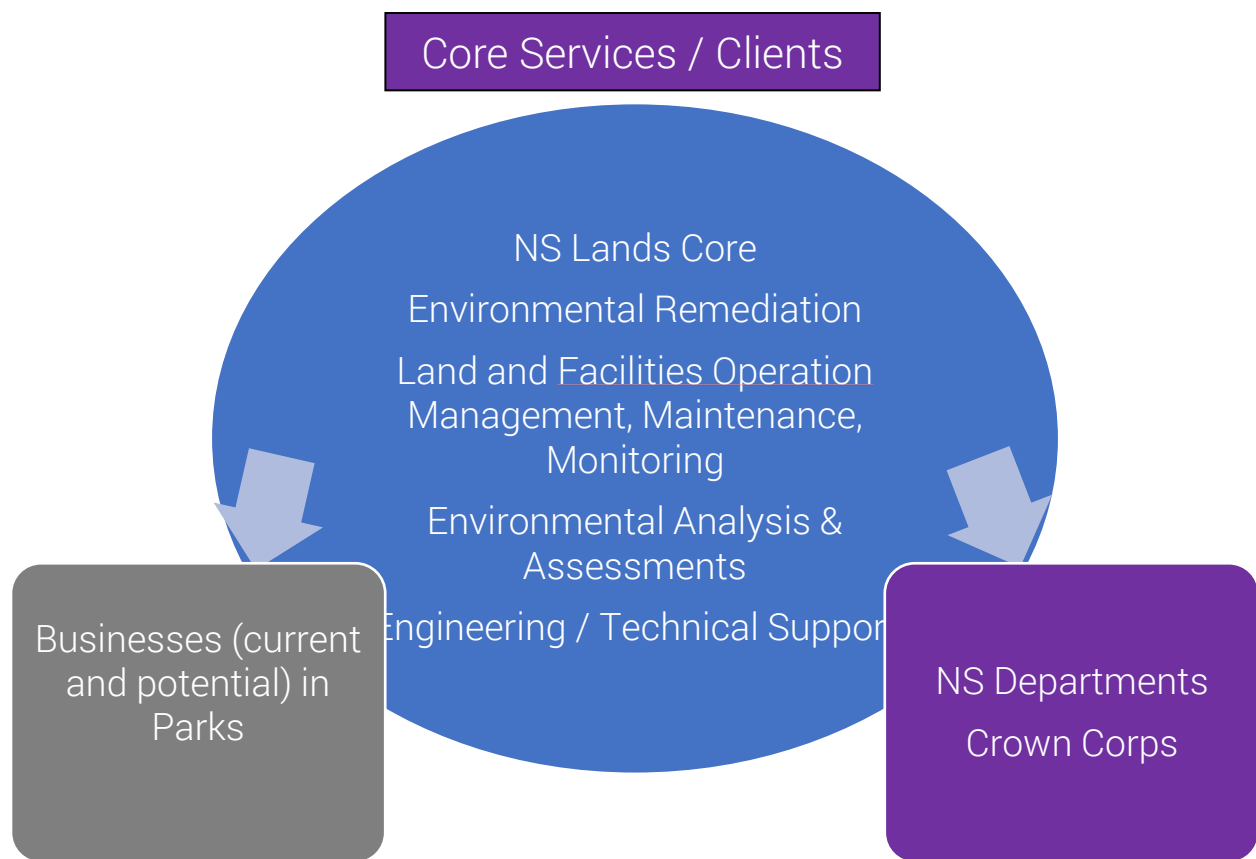 Core Services / Clients
NS Lands Core
Environmental Remediation
Land and Facilities Operation
Management, Maintenance,
Monitoring
Environmental Analysis &
Assessments
Engineering / Technical Suppor
Businesses (current
and potential) in
Parks
NS Departments
Crown Corps